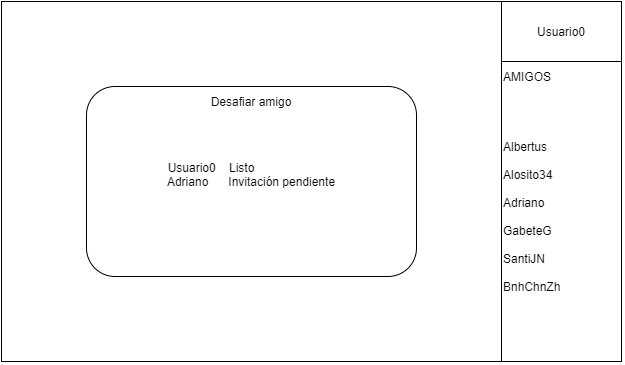 Usuario0
AMIGOS
Desafiar amigo
Usuario0 Listo
Adriano Invitación pendiente
Albertus
Alosito34
Adriano
GabeteG
SantiJN
BnhChnZh